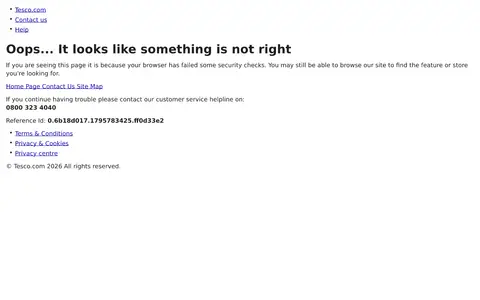 Tesco.com
Contact us
Help
Oops... It looks like something is not right
If you are seeing this page it is because your browser has failed some security checks. You may still be able to browse our site to find the feature or store
you're looking for.
Home Page Contact Us Site Map
If you continue having trouble please contact our customer service helpline on:
0800 323 4040
Reference Id: 0.6b18d017.1795783425.ff0d33e2
Terms & Conditions
Privacy & Cookies
Privacy centre
© Tesco.com 2026 All rights reserved.